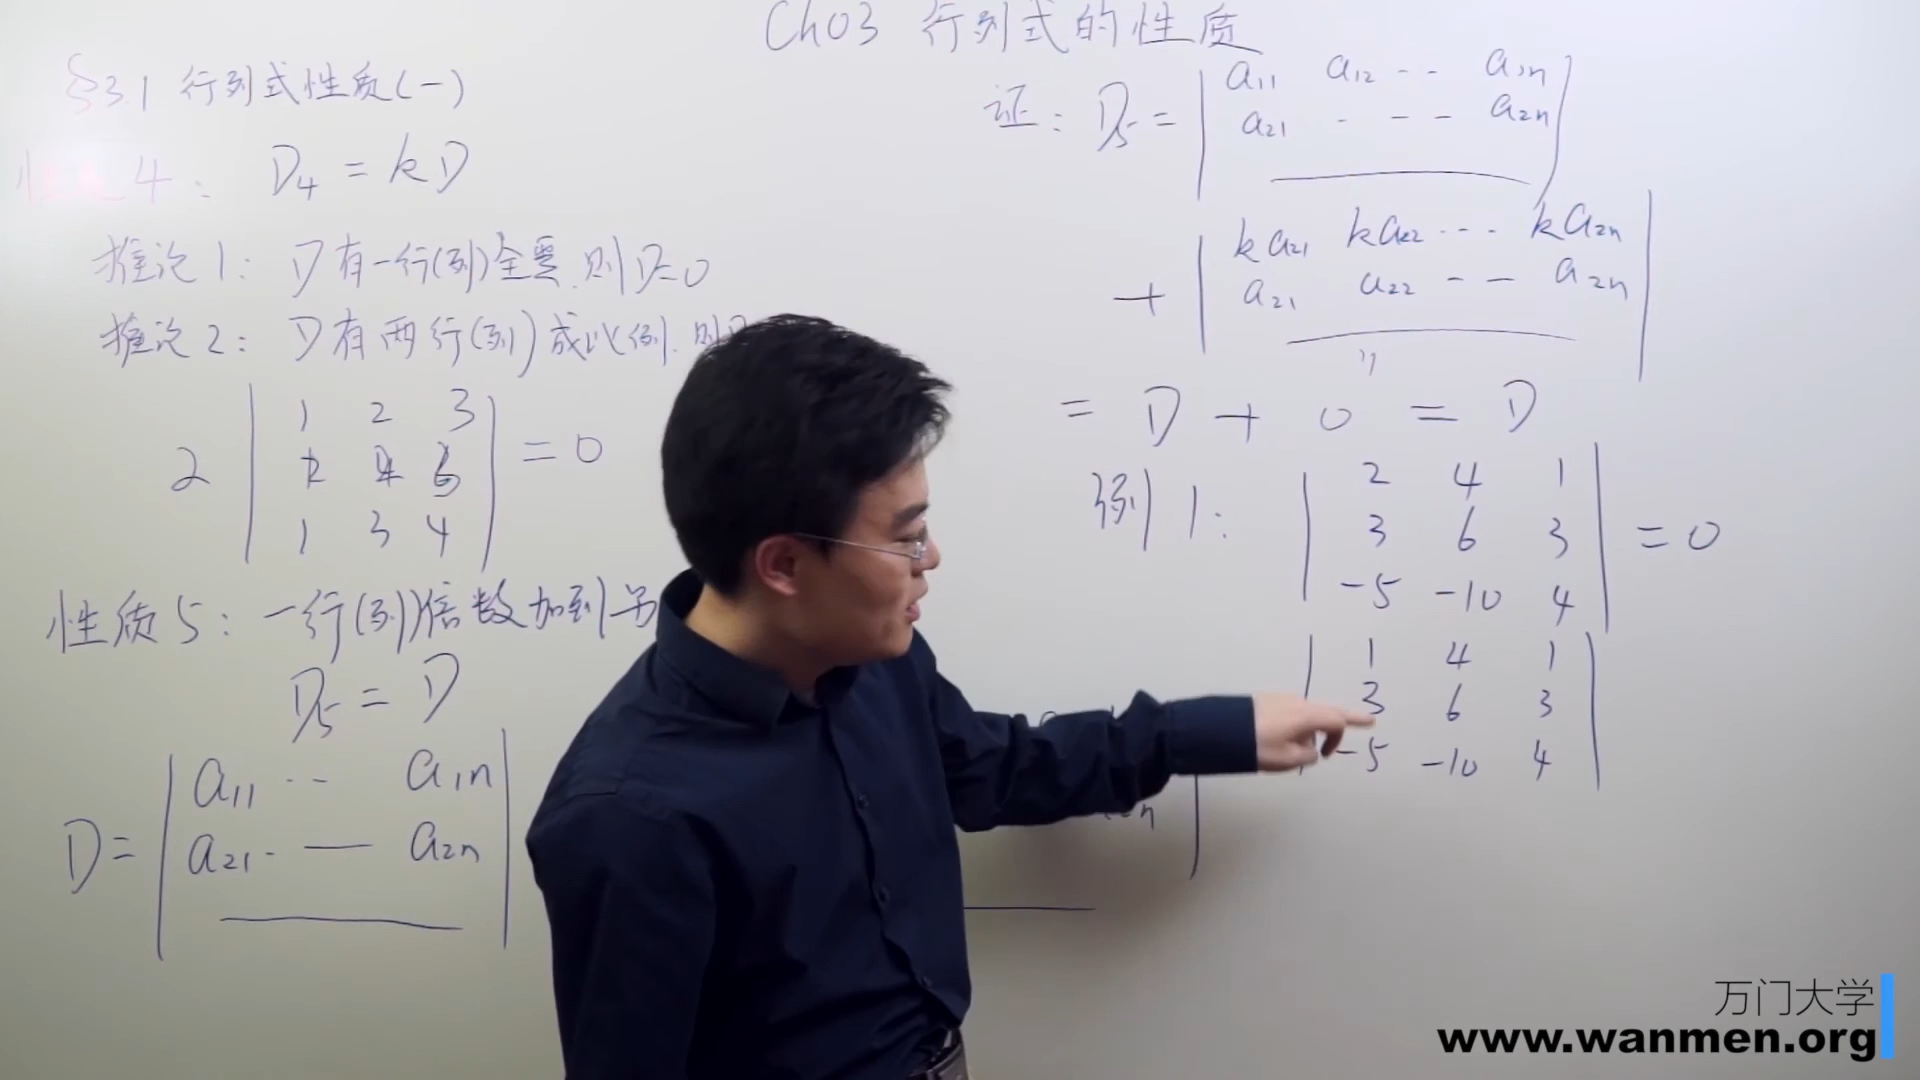 Ch03 行列式的性质
§3.1 行列式性质(一)
4: D₄ = kD
推论1: D有一行(列)全零.则D=0
推论2: D有两行(列)成比例.则
2 | 1 2 3 |
| 1 2 3 | = 0
| 1 3 4 |
性质5: 一行(列)倍数加到另
D₅ = D
D= | a₁₁ ·· a₁ₙ |
| a₂₁· — a₂ₙ |
证: D₅ = | a₁₁ a₁₂ -- a₁ₙ |
| a₂₁ - -- a₂ₙ |
+ | ka₂₁ ka₂₂ ··· ka₂ₙ |
| a₂₁ a₂₂ -- a₂ₙ |
= D + 0 = D
例1: | 2 4 1 |
| 3 6 3 | = 0
| -5 -10 4 |
| 1 4 1 |
| 3 6 3 |
| -5 -10 4 |
万门大学
www.wanmen.org